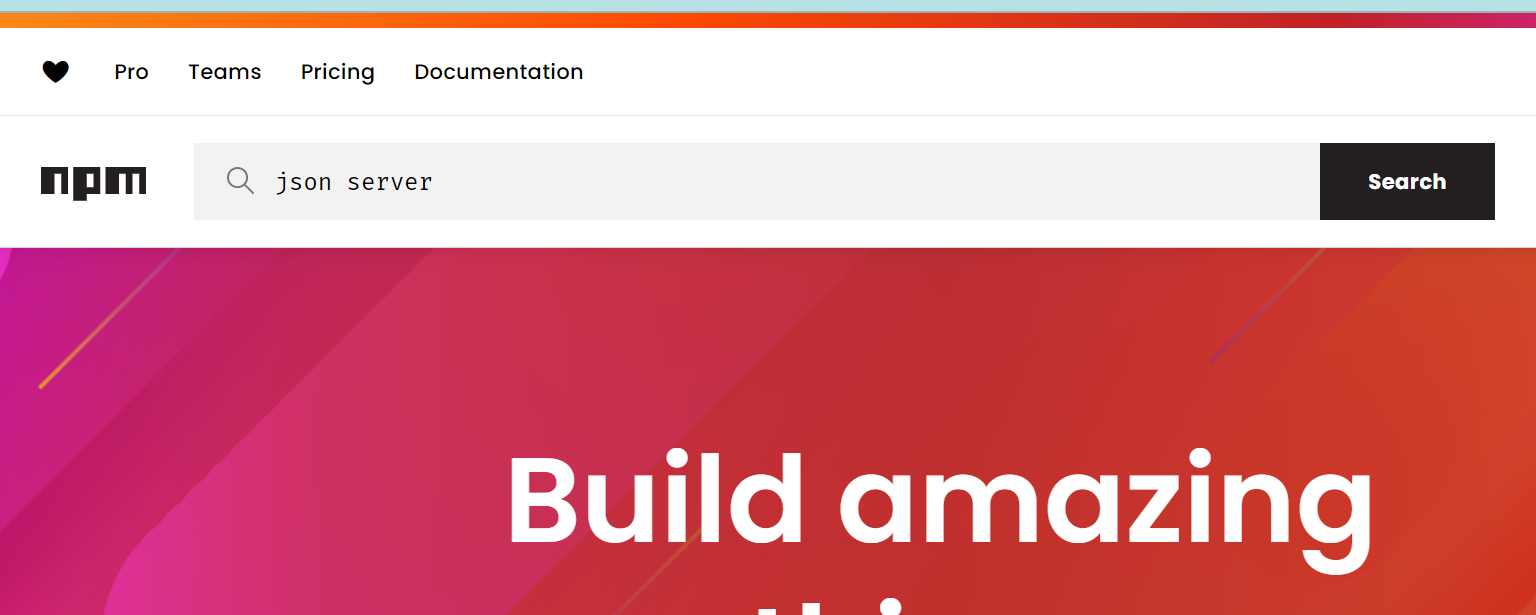 Pro Teams Pricing Documentation
npm json server Search
Build amazing